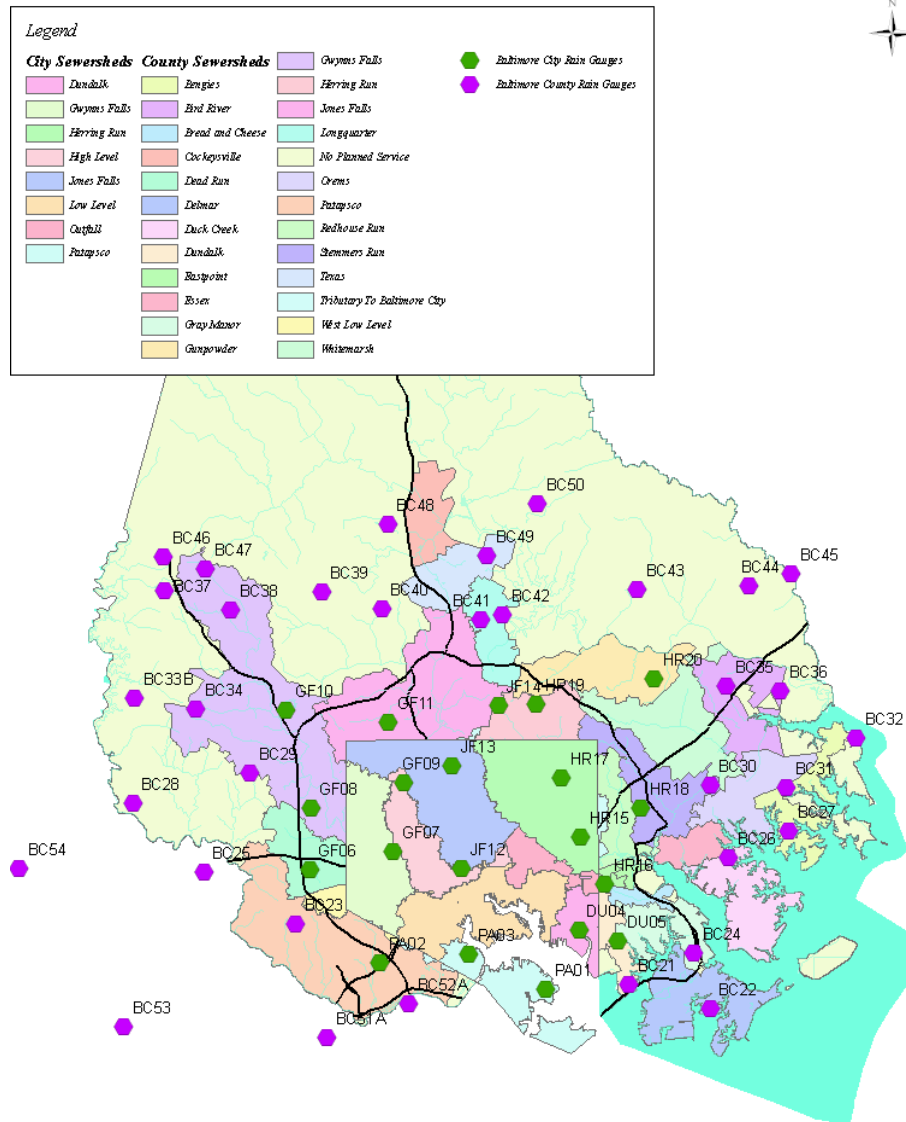 N
Legend
City Sewersheds County Sewersheds
Dundalk
Gwynns Falls
Herring Run
High Level
Jones Falls
Low Level
Outfall
Patapsco
Bengies
Bird River
Bread and Cheese
Cockeysville
Dead Run
Delmar
Duck Creek
Dundalk
Eastpoint
Essex
Gray Manor
Gunpowder
Gwynns Falls
Herring Run
Jones Falls
Longquarter
No Planned Service
Orems
Patapsco
Redhouse Run
Stemmers Run
Texas
Tributary To Baltimore City
West Low Level
Whitemarsh
Baltimore City Rain Gauges
Baltimore County Rain Gauges
BC50
BC48
BC46
BC47
BC49
BC45
BC44
BC37
BC38
BC39
BC43
BC40
BC41
BC42
HR20
BC35
BC36
BC33B
BC34
GF10
GF11
JF14
HR19
BC32
BC29
JF13
GF09
HR17
BC30
BC31
BC28
GF08
HR18
BC27
GF07
HR15
BC26
BC54
BC25
GF06
JF12
HR16
BC23
DU04
DU05
PA02
PA03
BC24
PA01
BC21
BC22
BC52A
BC53
BC51A